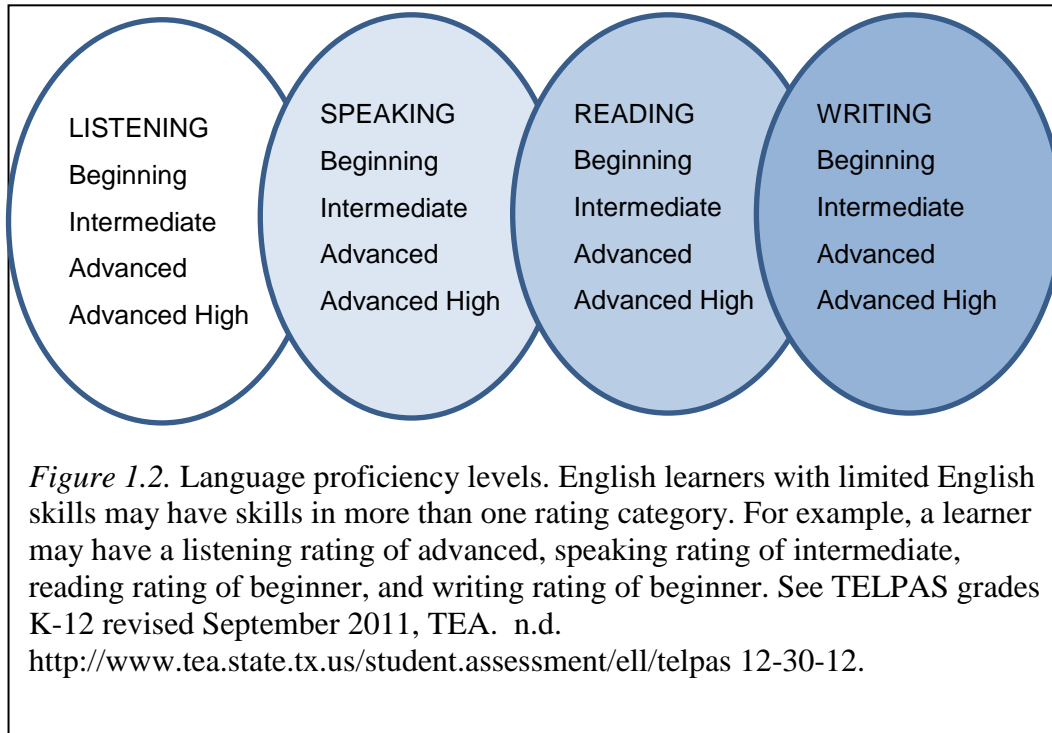 LISTENING
Beginning
Intermediate
Advanced
Advanced High
SPEAKING
Beginning
Intermediate
Advanced
Advanced High
READING
Beginning
Intermediate
Advanced
Advanced High
WRITING
Beginning
Intermediate
Advanced
Advanced High
Figure 1.2. Language proficiency levels. English learners with limited English
skills may have skills in more than one rating category. For example, a learner
may have a listening rating of advanced, speaking rating of intermediate,
reading rating of beginner, and writing rating of beginner. See TELPAS grades
K-12 revised September 2011, TEA. n.d.
http://www.tea.state.tx.us/student.assessment/ell/telpas 12-30-12.